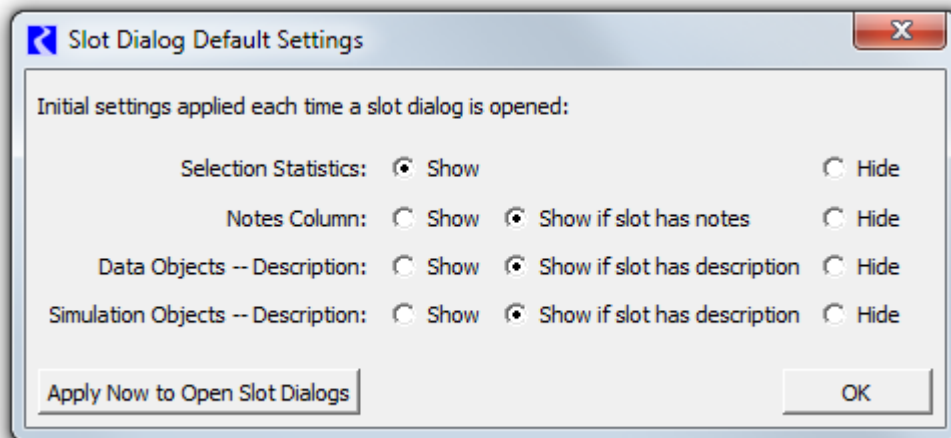 Slot Dialog Default Settings
Initial settings applied each time a slot dialog is opened:
Selection Statistics: Show Hide
Notes Column: Show Show if slot has notes Hide
Data Objects -- Description: Show Show if slot has description Hide
Simulation Objects -- Description: Show Show if slot has description Hide
Apply Now to Open Slot Dialogs OK